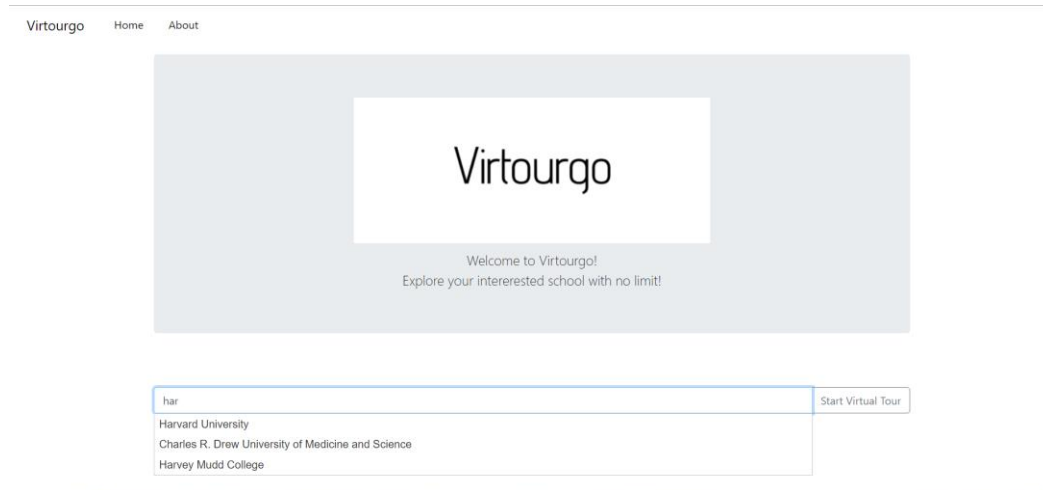 Virtourgo Home About
Virtourgo
Welcome to Virtourgo!
Explore your intererested school with no limit!
har Start Virtual Tour
Harvard University
Charles R. Drew University of Medicine and Science
Harvey Mudd College